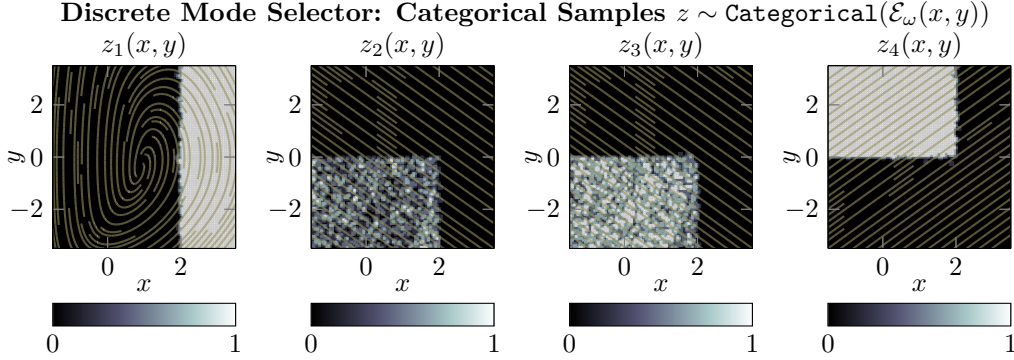 Discrete Mode Selector: Categorical Samples z ∼ Categorical(ℰ_ω(x, y))
z₁(x, y) z₂(x, y) z₃(x, y) z₄(x, y)
2 2 2 2
y 0 y 0 y 0 y 0
−2 −2 −2 −2
0 2 0 2 0 2 0 2
x x x x
0 1 0 1 0 1 0 1